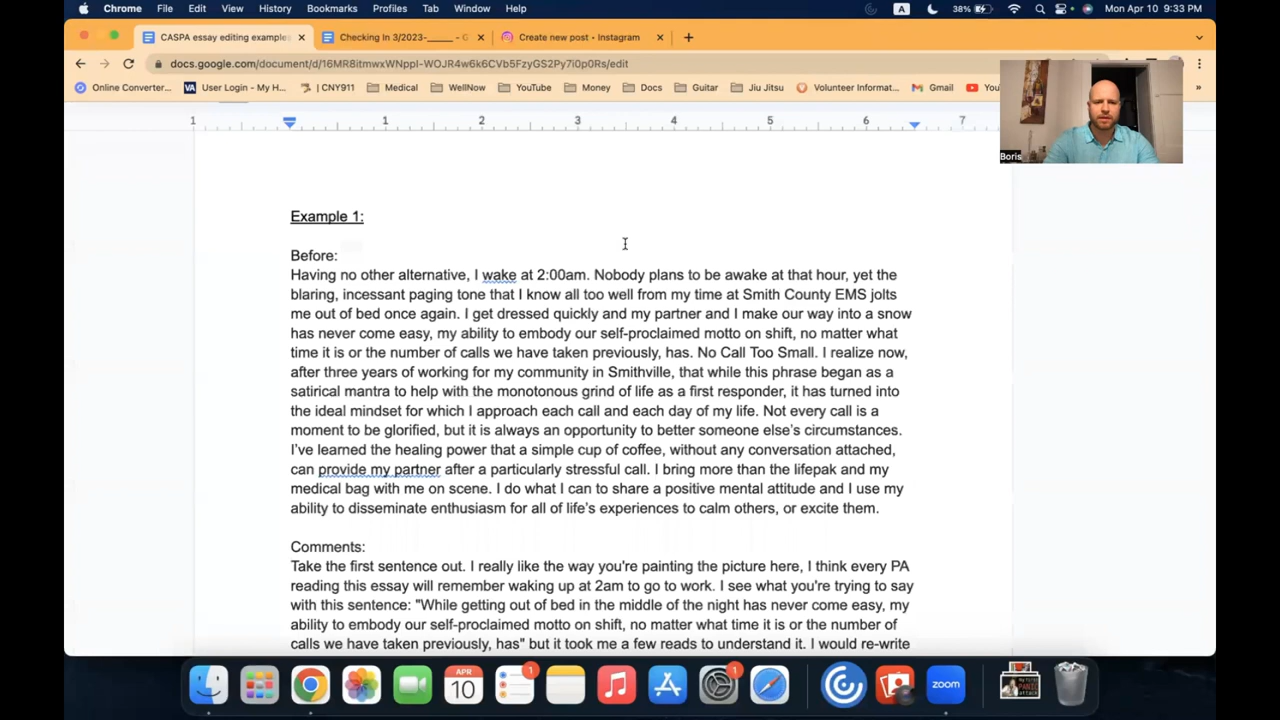 Chrome File Edit View History Bookmarks Profiles Tab Window Help A 38% Mon Apr 10 9:33 PM
CASPA essay editing example Checking In 3/2023-_____ - G Create new post • Instagram
docs.google.com/document/d/16MR8itmwxWNppI-WOJR4w6k6CVb5FzyGS2Py7i0p0Rs/edit
Online Converter... VA User Login - My H... | CNY911 Medical WellNow YouTube Money Docs Guitar Jiu Jitsu Volunteer Informat... Gmail You »
1 1 2 3 4 5 6 7
Boris
Example 1:
Before:
Having no other alternative, I wake at 2:00am. Nobody plans to be awake at that hour, yet the
blaring, incessant paging tone that I know all too well from my time at Smith County EMS jolts
me out of bed once again. I get dressed quickly and my partner and I make our way into a snow
has never come easy, my ability to embody our self-proclaimed motto on shift, no matter what
time it is or the number of calls we have taken previously, has. No Call Too Small. I realize now,
after three years of working for my community in Smithville, that while this phrase began as a
satirical mantra to help with the monotonous grind of life as a first responder, it has turned into
the ideal mindset for which I approach each call and each day of my life. Not every call is a
moment to be glorified, but it is always an opportunity to better someone else's circumstances.
I've learned the healing power that a simple cup of coffee, without any conversation attached,
can provide my partner after a particularly stressful call. I bring more than the lifepak and my
medical bag with me on scene. I do what I can to share a positive mental attitude and I use my
ability to disseminate enthusiasm for all of life's experiences to calm others, or excite them.
Comments:
Take the first sentence out. I really like the way you're painting the picture here, I think every PA
reading this essay will remember waking up at 2am to go to work. I see what you're trying to say
with this sentence: "While getting out of bed in the middle of the night has never come easy, my
ability to embody our self-proclaimed motto on shift, no matter what time it is or the number of
calls we have taken previously, has" but it took me a few reads to understand it. I would re-write
APR
10
1
1
zoom